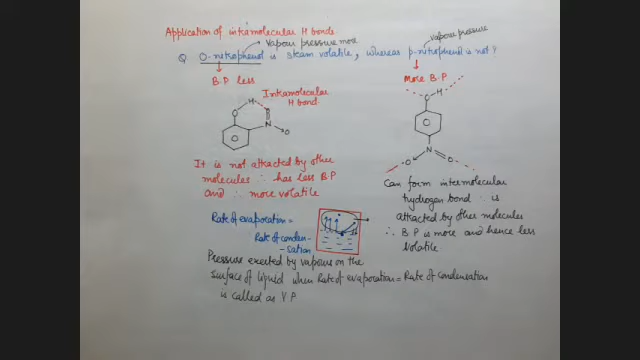 Application of intramolecular H bonds
Vapour pressure more
vapour pressure
Q O-nitrophenol is steam volatile, whereas p-nitrophenol is not?
B.P less
More B.P
Intramolecular
H bond
H
O
O
N
O
O
O H
O
N
O O
It is not attracted by other
molecules ∴ has less BP
and ∴ more volatile
Can form intermolecular
hydrogen bond ∴ is
attracted by other molecules
∴ B.P is more and hence less
volatile.
Rate of evaporation =
Rate of conden-
-sation
Pressure exerted by vapours on the
surface of liquid when Rate of evaporation = Rate of condensation
is called as V.P